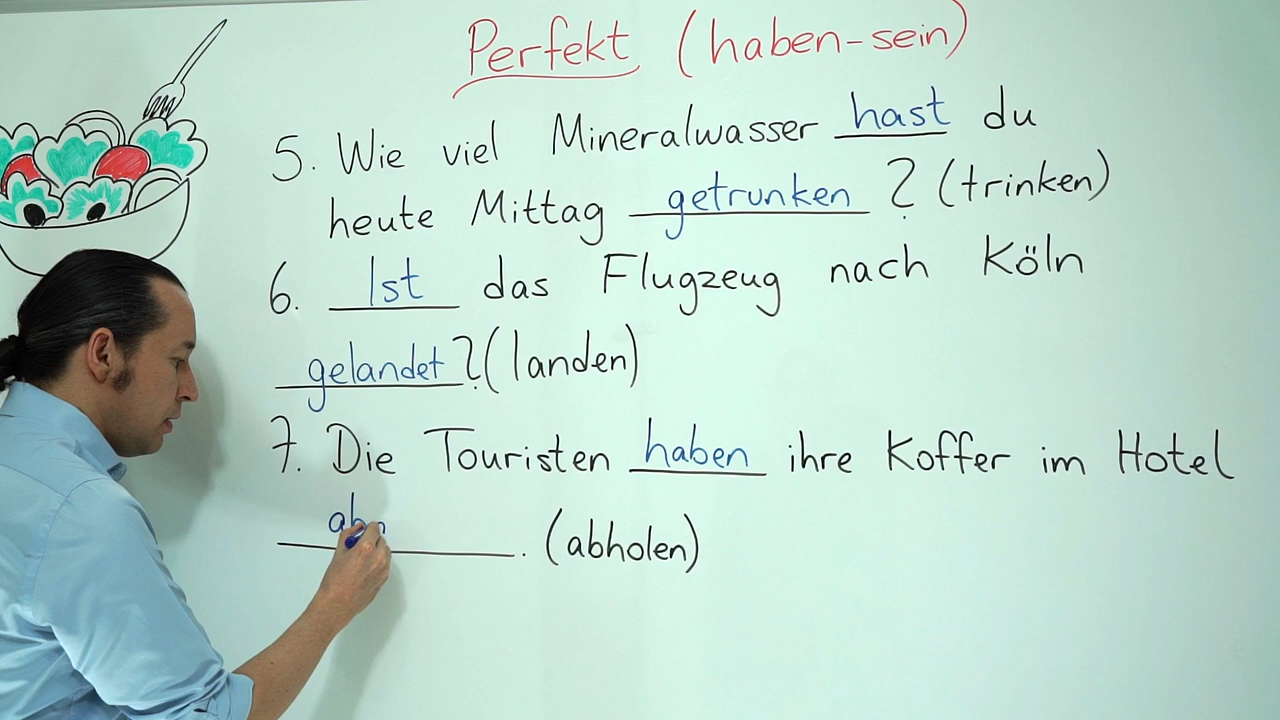 Perfekt (haben-sein)
5. Wie viel Mineralwasser hast du
heute Mittag getrunken ? (trinken)
6. Ist das Flugzeug nach Köln
gelandet ? (landen)
7. Die Touristen haben ihre Koffer im Hotel
. (abholen)